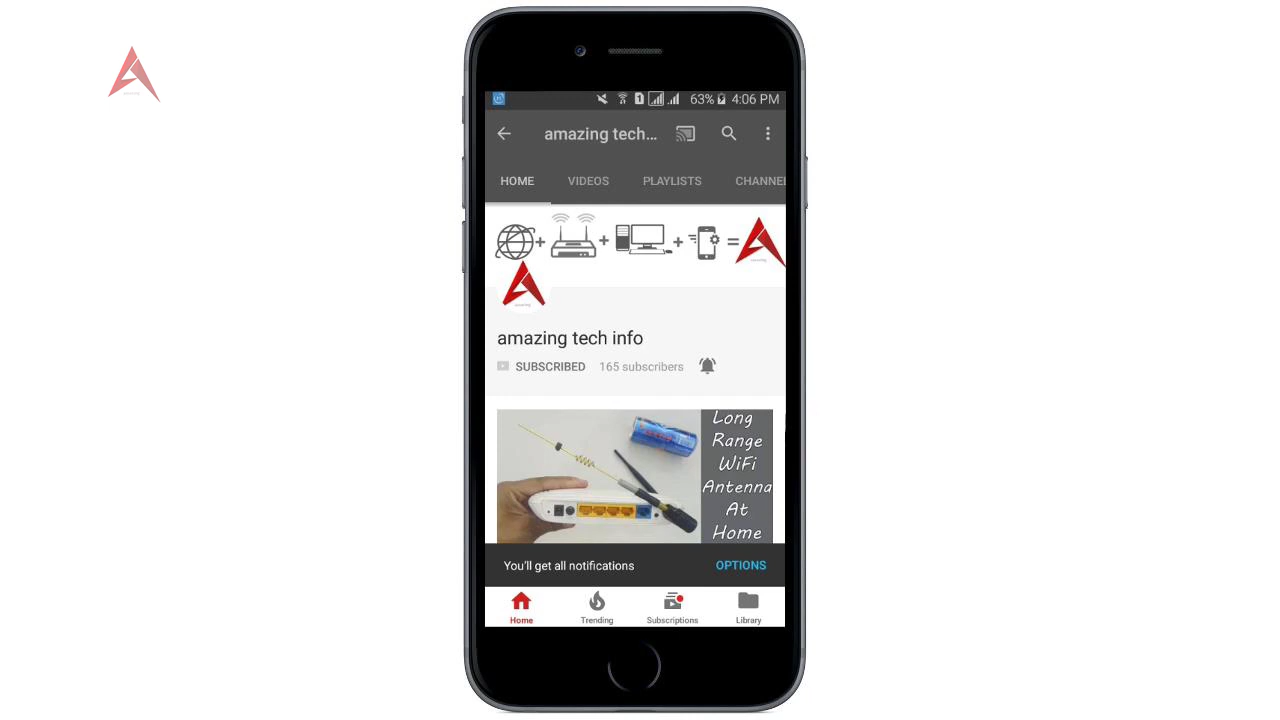 63% 4:06 PM
amazing tech...
HOME VIDEOS PLAYLISTS CHANNE
amazing tech info
SUBSCRIBED 165 subscribers
Long
Range
WiFi
Antenna
At
Home
You'll get all notifications OPTIONS
Home Trending Subscriptions Library